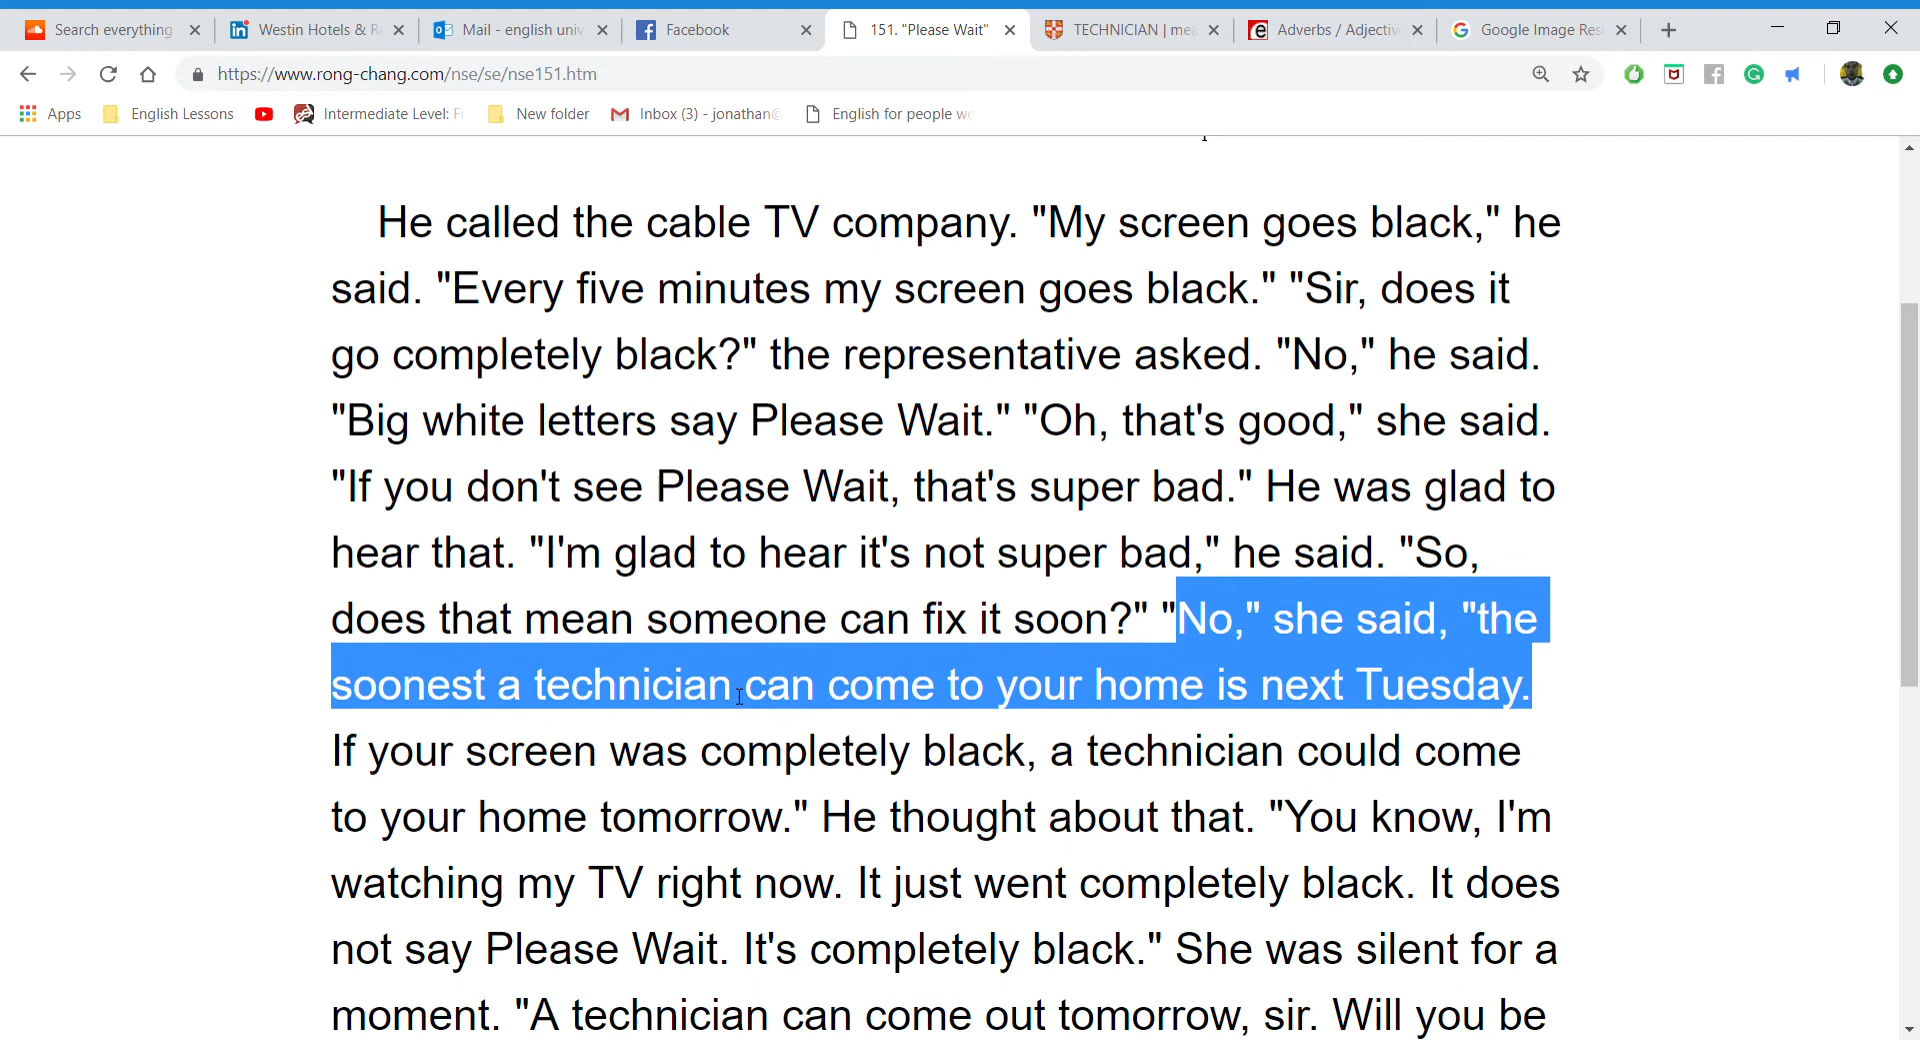 Search everything
Westin Hotels & R
Mail - english univ
Facebook
151. "Please Wait"
TECHNICIAN | mea
Adverbs / Adjectiv
Google Image Res
https://www.rong-chang.com/nse/se/nse151.htm
Apps
English Lessons
Intermediate Level: F
New folder
Inbox (3) - jonathan@
English for people wo
He called the cable TV company. "My screen goes black," he
said. "Every five minutes my screen goes black." "Sir, does it
go completely black?" the representative asked. "No," he said.
"Big white letters say Please Wait." "Oh, that's good," she said.
"If you don't see Please Wait, that's super bad." He was glad to
hear that. "I'm glad to hear it's not super bad," he said. "So,
does that mean someone can fix it soon?" "No," she said, "the
soonest a technician can come to your home is next Tuesday.
If your screen was completely black, a technician could come
to your home tomorrow." He thought about that. "You know, I'm
watching my TV right now. It just went completely black. It does
not say Please Wait. It's completely black." She was silent for a
moment. "A technician can come out tomorrow, sir. Will you be